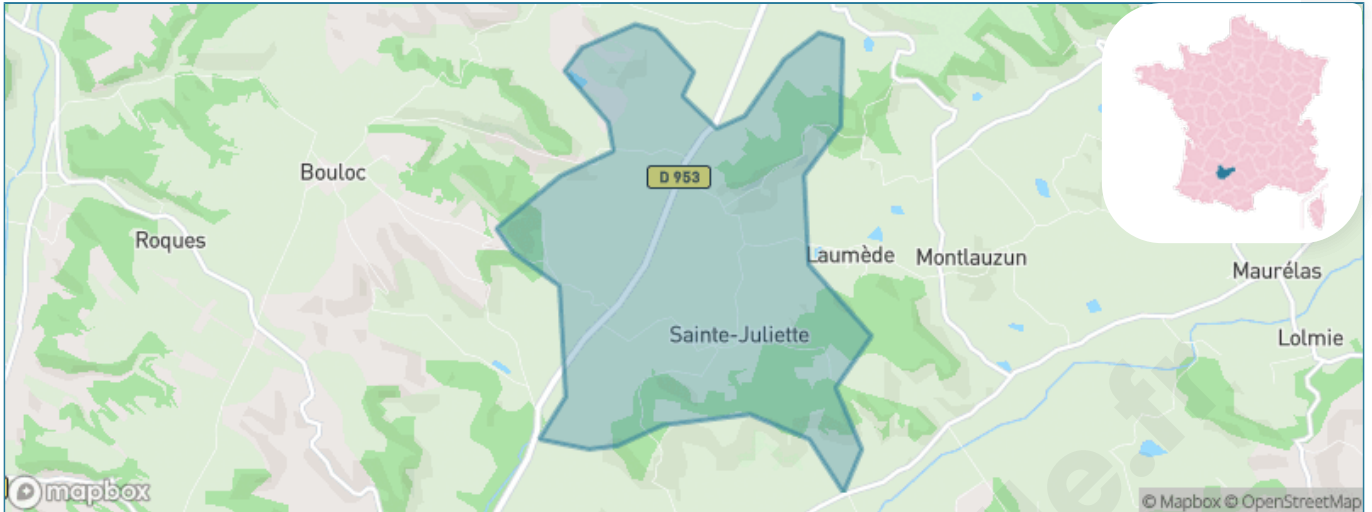 D 953
Bouloc
Roques
Laumède
Montlauzun
Maurélas
Sainte-Juliette
Lolmie
mapbox
© Mapbox © OpenStreetMap